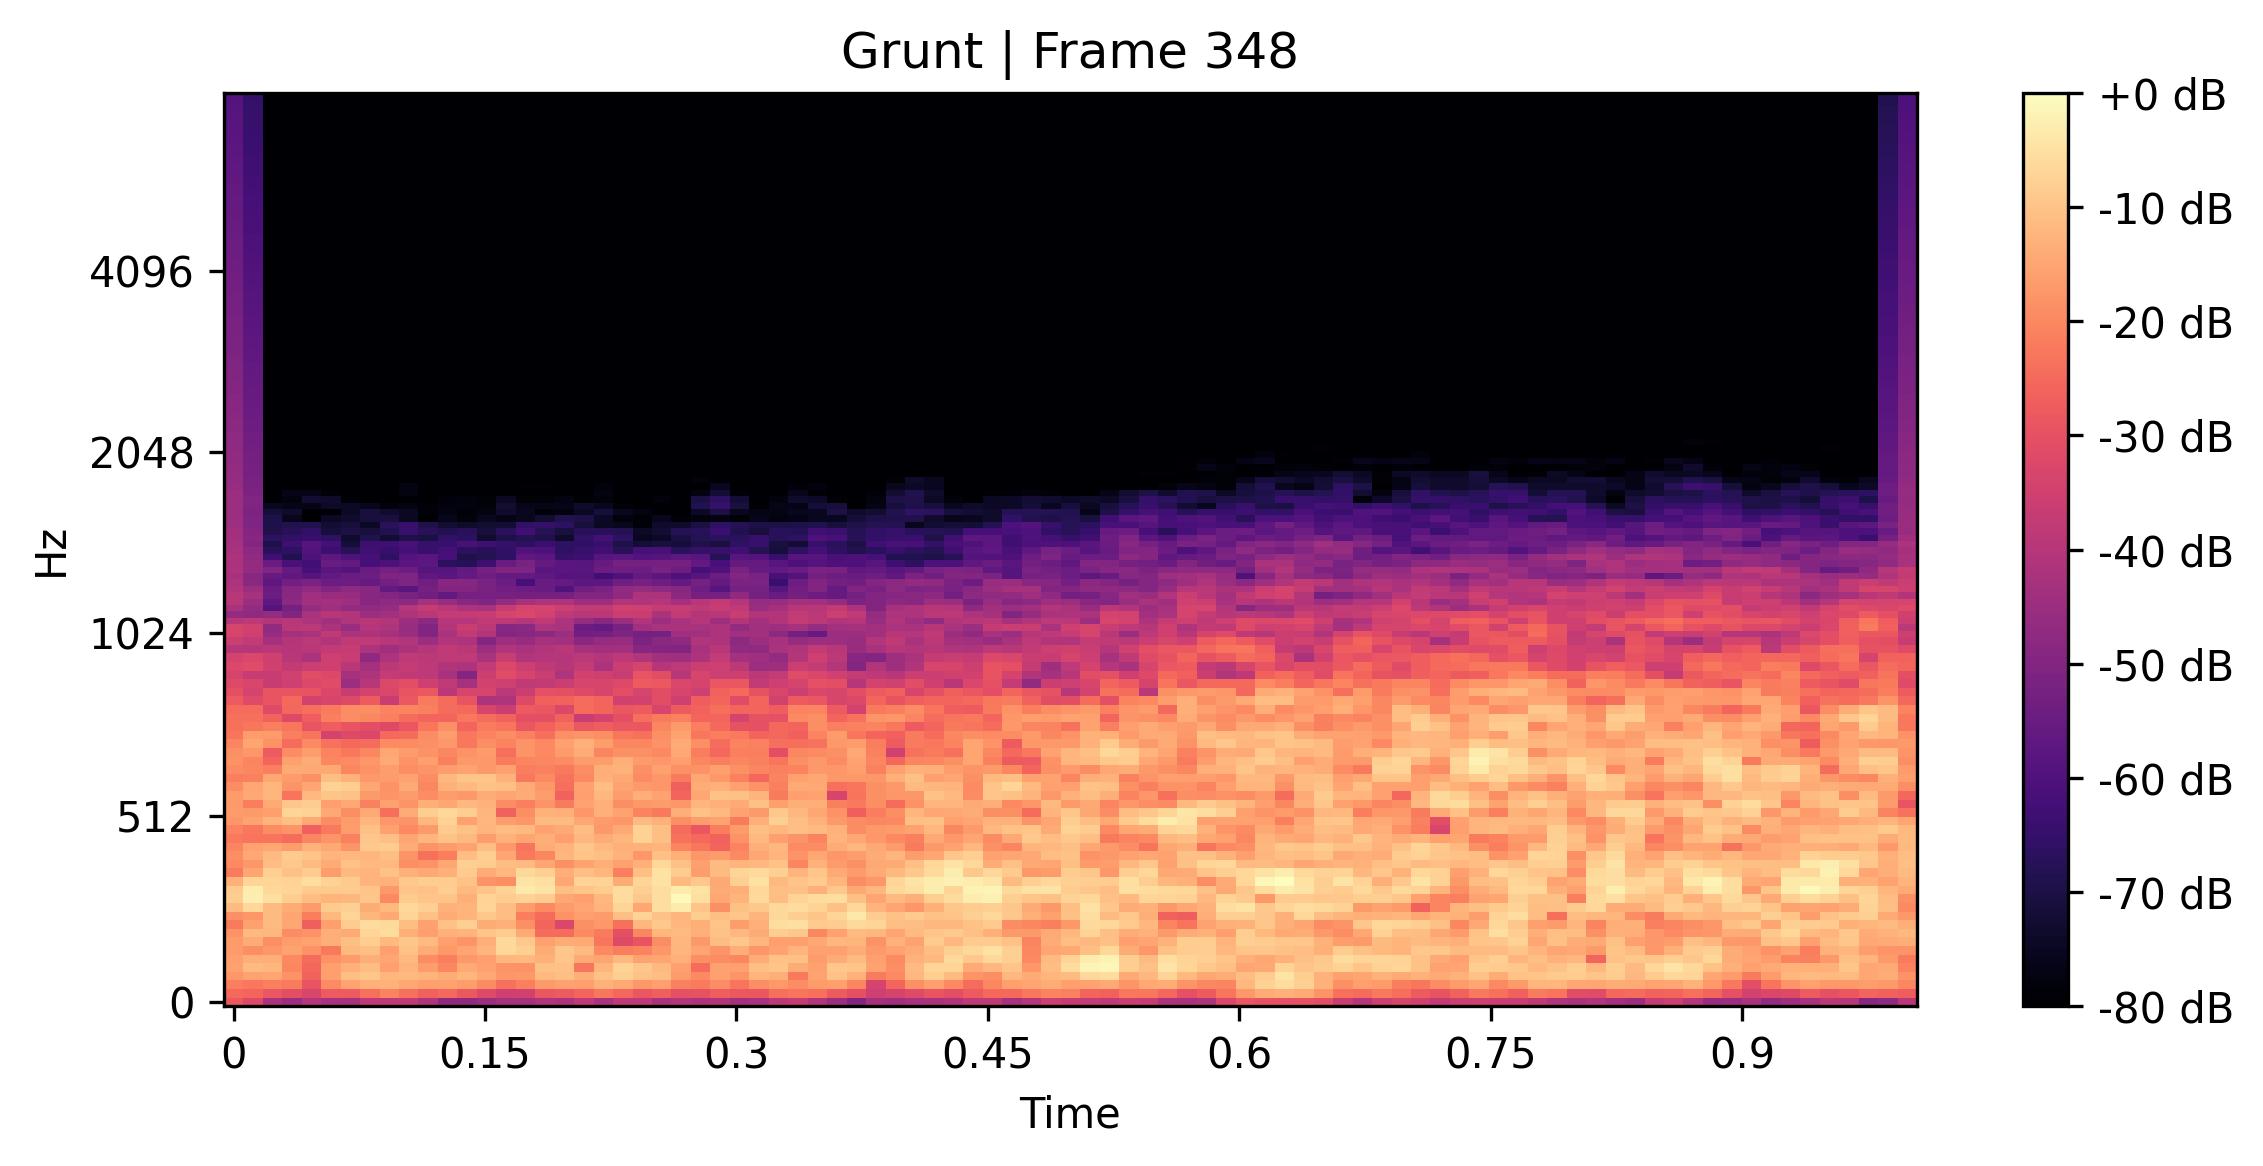 Grunt | Frame 348
Hz
4096
2048
1024
512
0
0
0.15
0.3
0.45
0.6
0.75
0.9
Time
+0 dB
-10 dB
-20 dB
-30 dB
-40 dB
-50 dB
-60 dB
-70 dB
-80 dB